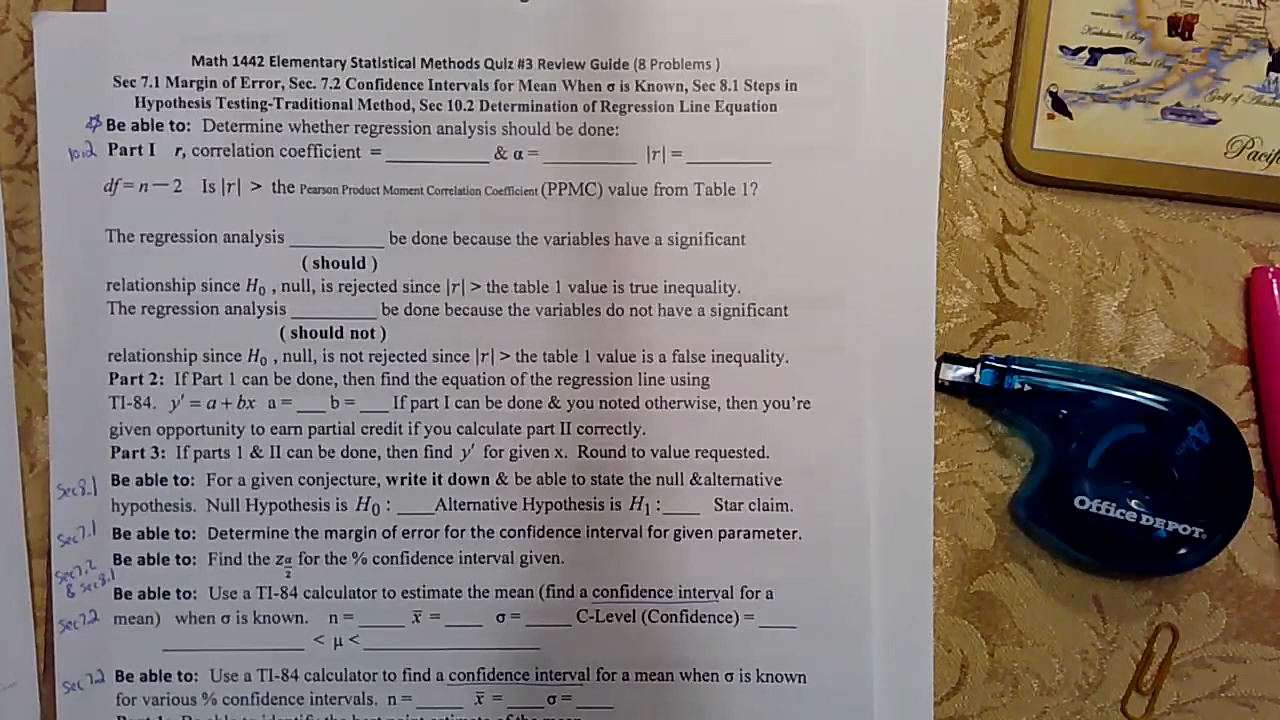 Math 1442 Elementary Statistical Methods Quiz #3 Review Guide (8 Problems )
Sec 7.1 Margin of Error, Sec. 7.2 Confidence Intervals for Mean When σ is Known, Sec 8.1 Steps in
Hypothesis Testing-Traditional Method, Sec 10.2 Determination of Regression Line Equation
Be able to: Determine whether regression analysis should be done:
10.2 Part I r, correlation coefficient = ______ & α = ______ |r| = ______
df = n − 2 Is |r| > the Pearson Product Moment Correlation Coefficient (PPMC) value from Table 1?
The regression analysis ______ be done because the variables have a significant
( should )
relationship since H₀ , null, is rejected since |r| > the table 1 value is true inequality.
The regression analysis ______ be done because the variables do not have a significant
( should not )
relationship since H₀ , null, is not rejected since |r| > the table 1 value is a false inequality.
Part 2: If Part 1 can be done, then find the equation of the regression line using
TI-84. y' = a + bx a = ___ b = ___ If part I can be done & you noted otherwise, then you're
given opportunity to earn partial credit if you calculate part II correctly.
Part 3: If parts 1 & II can be done, then find y' for given x. Round to value requested.
Sec 8.1 Be able to: For a given conjecture, write it down & be able to state the null &alternative
hypothesis. Null Hypothesis is H₀ : ___ Alternative Hypothesis is H₁ : ___ Star claim.
Sec 7.1 Be able to: Determine the margin of error for the confidence interval for given parameter.
Sec 7.2 & Sec 8.1 Be able to: Find the z α/2 for the % confidence interval given.
Be able to: Use a TI-84 calculator to estimate the mean (find a confidence interval for a
Sec 7.2 mean) when σ is known. n = ____ x̄ = ____ σ = ____ C-Level (Confidence) = ____
______ < μ < ______
Sec 7.2 Be able to: Use a TI-84 calculator to find a confidence interval for a mean when σ is known
for various % confidence intervals. n = ____ x̄ = ____ σ = ____
Office DEPOT.
Gulf of
Pacif